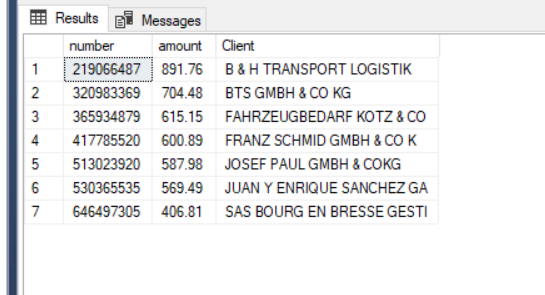 Results Messages
number amount Client
1 219066487 891.76 B & H TRANSPORT LOGISTIK
2 320983369 704.48 BTS GMBH & CO KG
3 365934879 615.15 FAHRZEUGBEDARF KOTZ & CO
4 417785520 600.89 FRANZ SCHMID GMBH & CO K
5 513023920 587.98 JOSEF PAUL GMBH & COKG
6 530365535 569.49 JUAN Y ENRIQUE SANCHEZ GA
7 646497305 406.81 SAS BOURG EN BRESSE GESTI